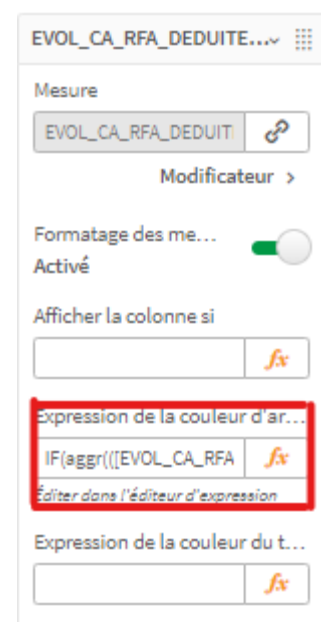 EVOL_CA_RFA_DEDUITE...
Mesure
EVOL_CA_RFA_DEDUIT
Modificateur >
Formatage des me...
Activé
Afficher la colonne si
fx
Expression de la couleur d'ar...
IF(aggr(([EVOL_CA_RFA fx
Éditer dans l'éditeur d'expression
Expression de la couleur du t...
fx